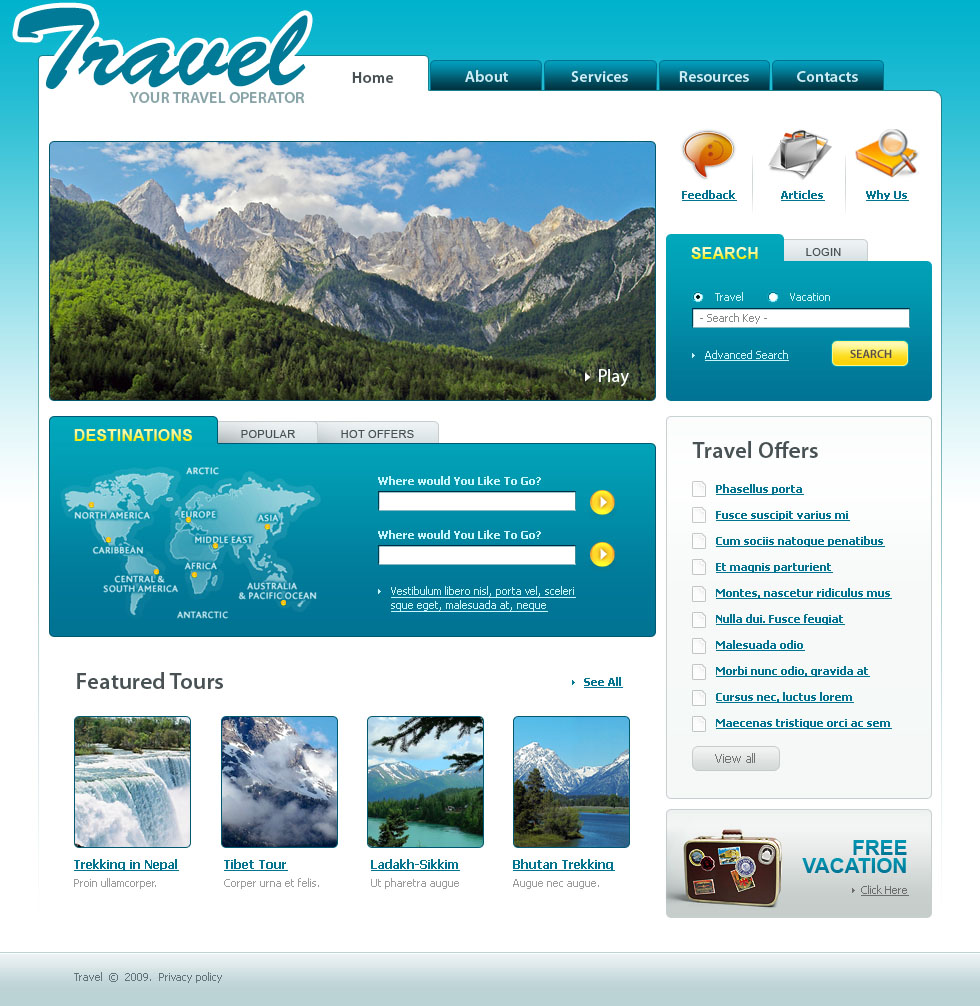 Travel
YOUR TRAVEL OPERATOR
Home
About
Services
Resources
Contacts
Feedback
Articles
Why Us
Play
SEARCH
LOGIN
Travel
Vacation
- Search Key -
Advanced Search
SEARCH
DESTINATIONS
POPULAR
HOT OFFERS
ARCTIC
NORTH AMERICA
EUROPE
ASIA
CARIBBEAN
MIDDLE EAST
AFRICA
CENTRAL &
SOUTH AMERICA
AUSTRALIA
& PACIFIC OCEAN
ANTARCTIC
Where would You Like To Go?
Where would You Like To Go?
Vestibulum libero nisl, porta vel, sceleri
sque eget, malesuada at, neque
Travel Offers
Phasellus porta
Fusce suscipit varius mi
Cum sociis natoque penatibus
Et magnis parturient
Montes, nascetur ridiculus mus
Nulla dui. Fusce feugiat
Malesuada odio
Morbi nunc odio, gravida at
Cursus nec, luctus lorem
Maecenas tristique orci ac sem
View all
Featured Tours
See All
Trekking in Nepal
Proin ullamcorper.
Tibet Tour
Corper urna et felis.
Ladakh-Sikkim
Ut pharetra augue
Bhutan Trekking
Augue nec augue.
FREE
VACATION
Click Here
Travel © 2009. Privacy policy